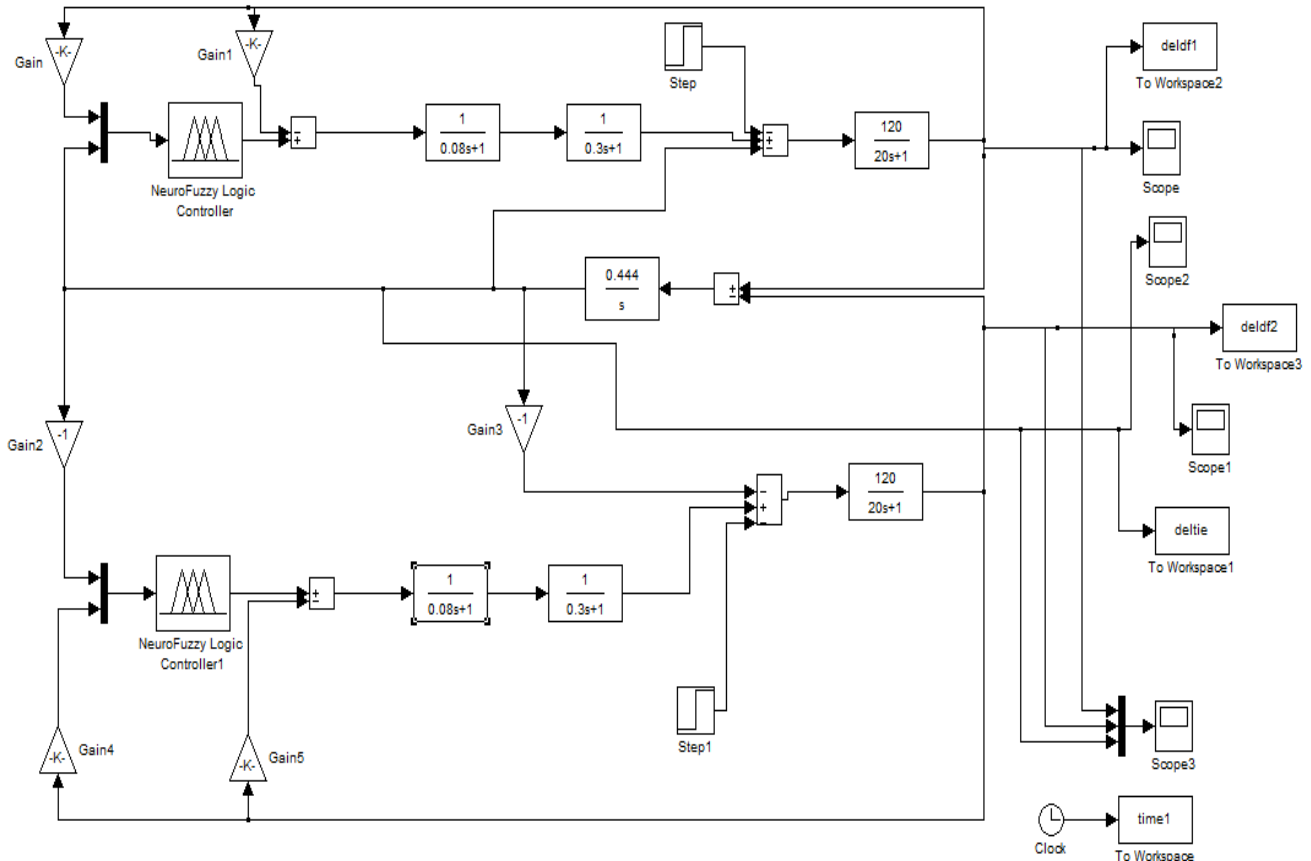 -K-
Gain
-K-
Gain1
Step
deldf1
To Workspace2
1
0.08s+1
1
0.3s+1
120
20s+1
− +
− + −
NeuroFuzzy Logic
Controller
Scope
Scope2
0.444
s
+ −
deldf2
To Workspace3
-1
Gain2
-1
Gain3
Scope1
120
20s+1
− + −
deltie
To Workspace1
1
0.08s+1
1
0.3s+1
+ −
NeuroFuzzy Logic
Controller1
Step1
-K-
Gain4
-K-
Gain5
Scope3
Clock
time1
To Workspace